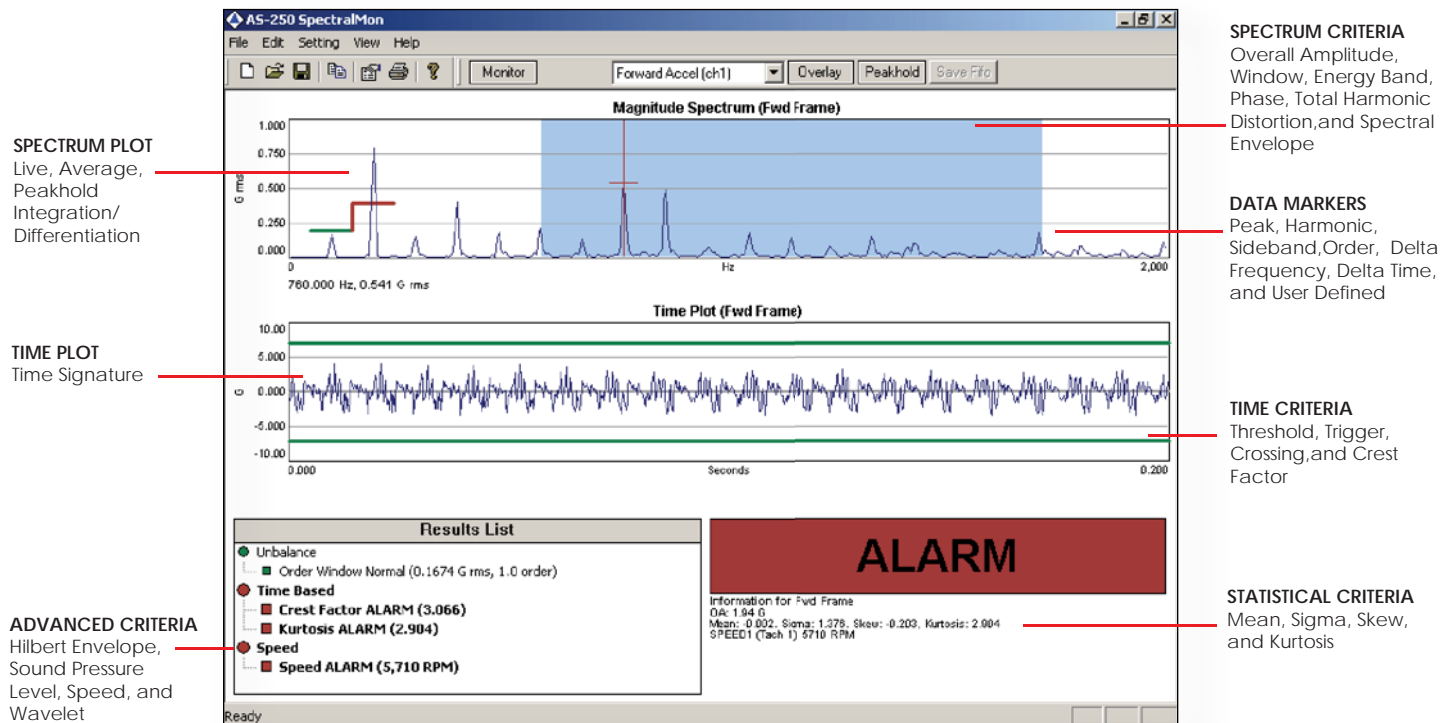 AS-250 SpectralMon
File Edit Setting View Help
Monitor
Forward Accel (ch1)
Overlay
Peakhold
Save Fifo
Magnitude Spectrum (Fwd Frame)
1.000
0.750
0.500
0.250
0.000
G rms
0
Hz
2,000
760.000 Hz, 0.541 G rms
Time Plot (Fwd Frame)
10.00
5.000
0.000
-5.000
-10.00
G
0.000
Seconds
0.200
Results List
Unbalance
Order Window Normal (0.1674 G rms, 1.0 order)
Time Based
Crest Factor ALARM (3.066)
Kurtosis ALARM (2.904)
Speed
Speed ALARM (5,710 RPM)
ALARM
Information for Fwd Frame
OA: 1.94 G
Mean: -0.002, Sigma: 1.376, Skew: -0.203, Kurtosis: 2.904
SPEED1 (Tach 1) 5710 RPM
Ready
SPECTRUM PLOT
Live, Average,
Peakhold
Integration/
Differentiation
TIME PLOT
Time Signature
ADVANCED CRITERIA
Hilbert Envelope,
Sound Pressure
Level, Speed, and
Wavelet
SPECTRUM CRITERIA
Overall Amplitude,
Window, Energy Band,
Phase, Total Harmonic
Distortion,and Spectral
Envelope
DATA MARKERS
Peak, Harmonic,
Sideband,Order, Delta
Frequency, Delta Time,
and User Defined
TIME CRITERIA
Threshold, Trigger,
Crossing,and Crest
Factor
STATISTICAL CRITERIA
Mean, Sigma, Skew,
and Kurtosis